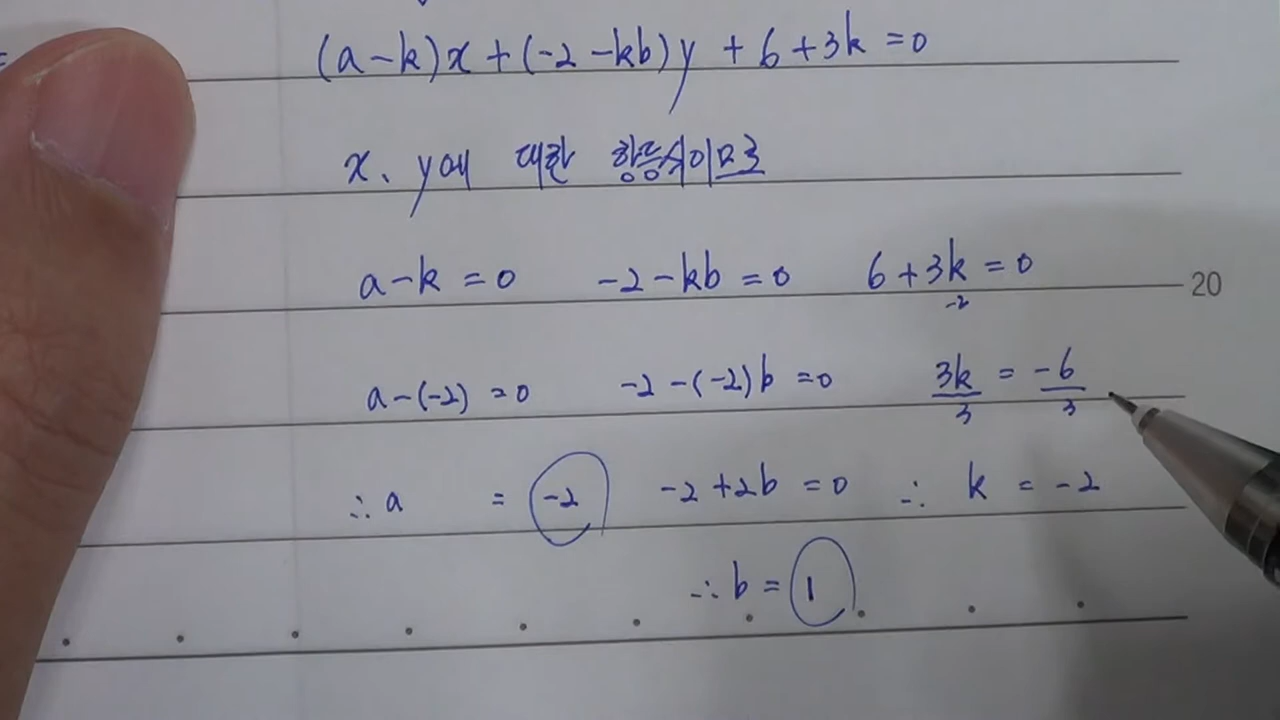 (a-k)x+(-2-kb)y+6+3k=0
x、y에 대한 항등식이므로
a-k=0 -2-kb=0 6+3k=0
-2
20
a-(-2)=0 -2-(-2)b=0 3k/3 = -6/3
∴a = -2 -2+2b=0 ∴ k = -2
∴b=1